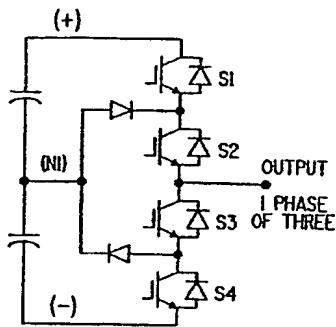 (+)
S1
S2
(N1)
OUTPUT
1 PHASE
OF THREE
S3
S4
(-)